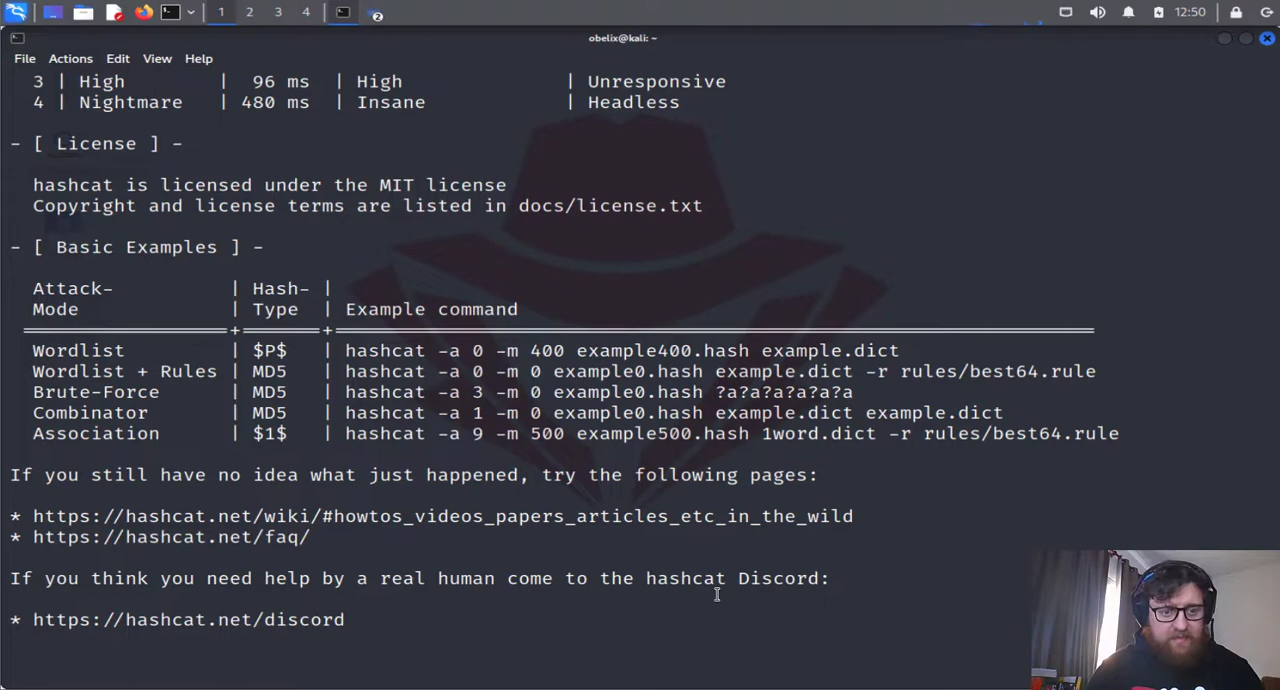 1 2 3 4 2 12:50
obelix@kali: ~
File Actions Edit View Help
3 | High | 96 ms | High | Unresponsive
4 | Nightmare | 480 ms | Insane | Headless
- [ License ] -
hashcat is licensed under the MIT license
Copyright and license terms are listed in docs/license.txt
- [ Basic Examples ] -
Attack- | Hash- |
Mode | Type | Example command
Wordlist | $P$ | hashcat -a 0 -m 400 example400.hash example.dict
Wordlist + Rules | MD5 | hashcat -a 0 -m 0 example0.hash example.dict -r rules/best64.rule
Brute-Force | MD5 | hashcat -a 3 -m 0 example0.hash ?a?a?a?a?a?a
Combinator | MD5 | hashcat -a 1 -m 0 example0.hash example.dict example.dict
Association | $1$ | hashcat -a 9 -m 500 example500.hash 1word.dict -r rules/best64.rule
If you still have no idea what just happened, try the following pages:
* https://hashcat.net/wiki/#howtos_videos_papers_articles_etc_in_the_wild
* https://hashcat.net/faq/
If you think you need help by a real human come to the hashcat Discord:
* https://hashcat.net/discord